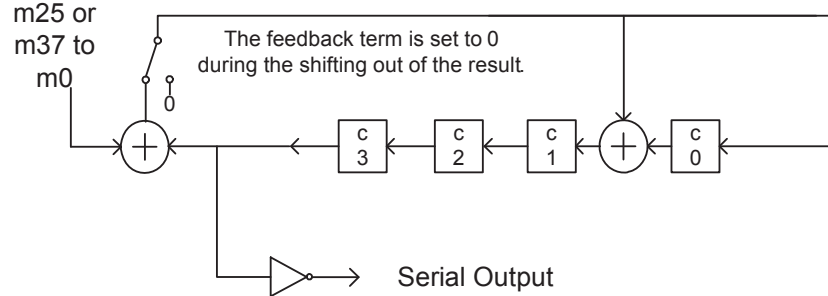 m25 or
m37 to
m0
The feedback term is set to 0
during the shifting out of the result.
0
c
3
c
2
c
1
c
0
Serial Output